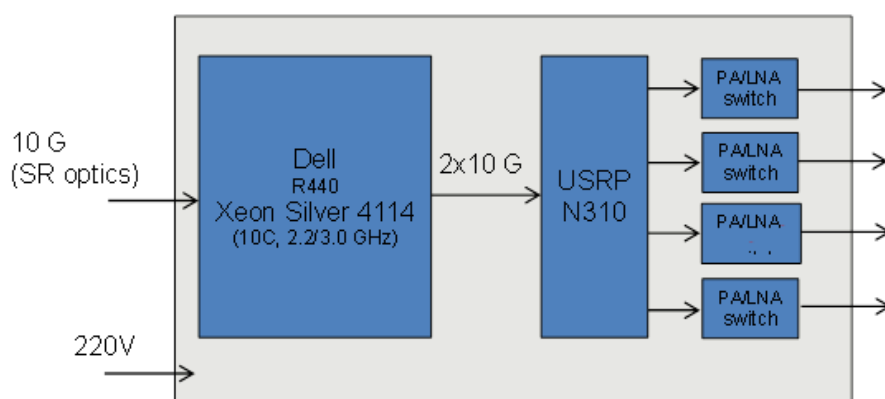 10 G
(SR optics)
220V
Dell
R440
Xeon Silver 4114
(10C, 2.2/3.0 GHz)
2x10 G
USRP
N310
PA/LNA
switch
PA/LNA
switch
PA/LNA
PA/LNA
switch